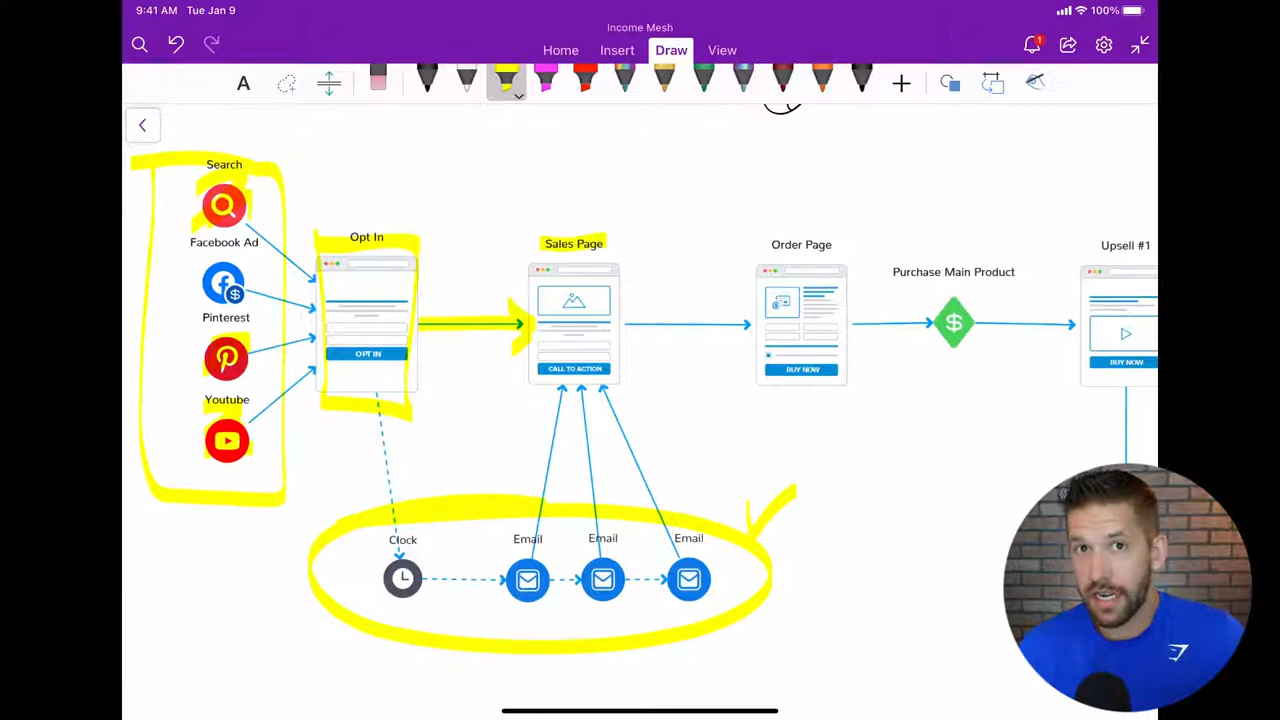 9:41 AM Tue Jan 9
100%
Income Mesh
Home Insert Draw View
1
A
Search
Facebook Ad
Pinterest
Youtube
Opt In
OPT IN
Sales Page
CALL TO ACTION
Order Page
BUY NOW
Purchase Main Product
Upsell #1
BUY NOW
Clock
Email
Email
Email